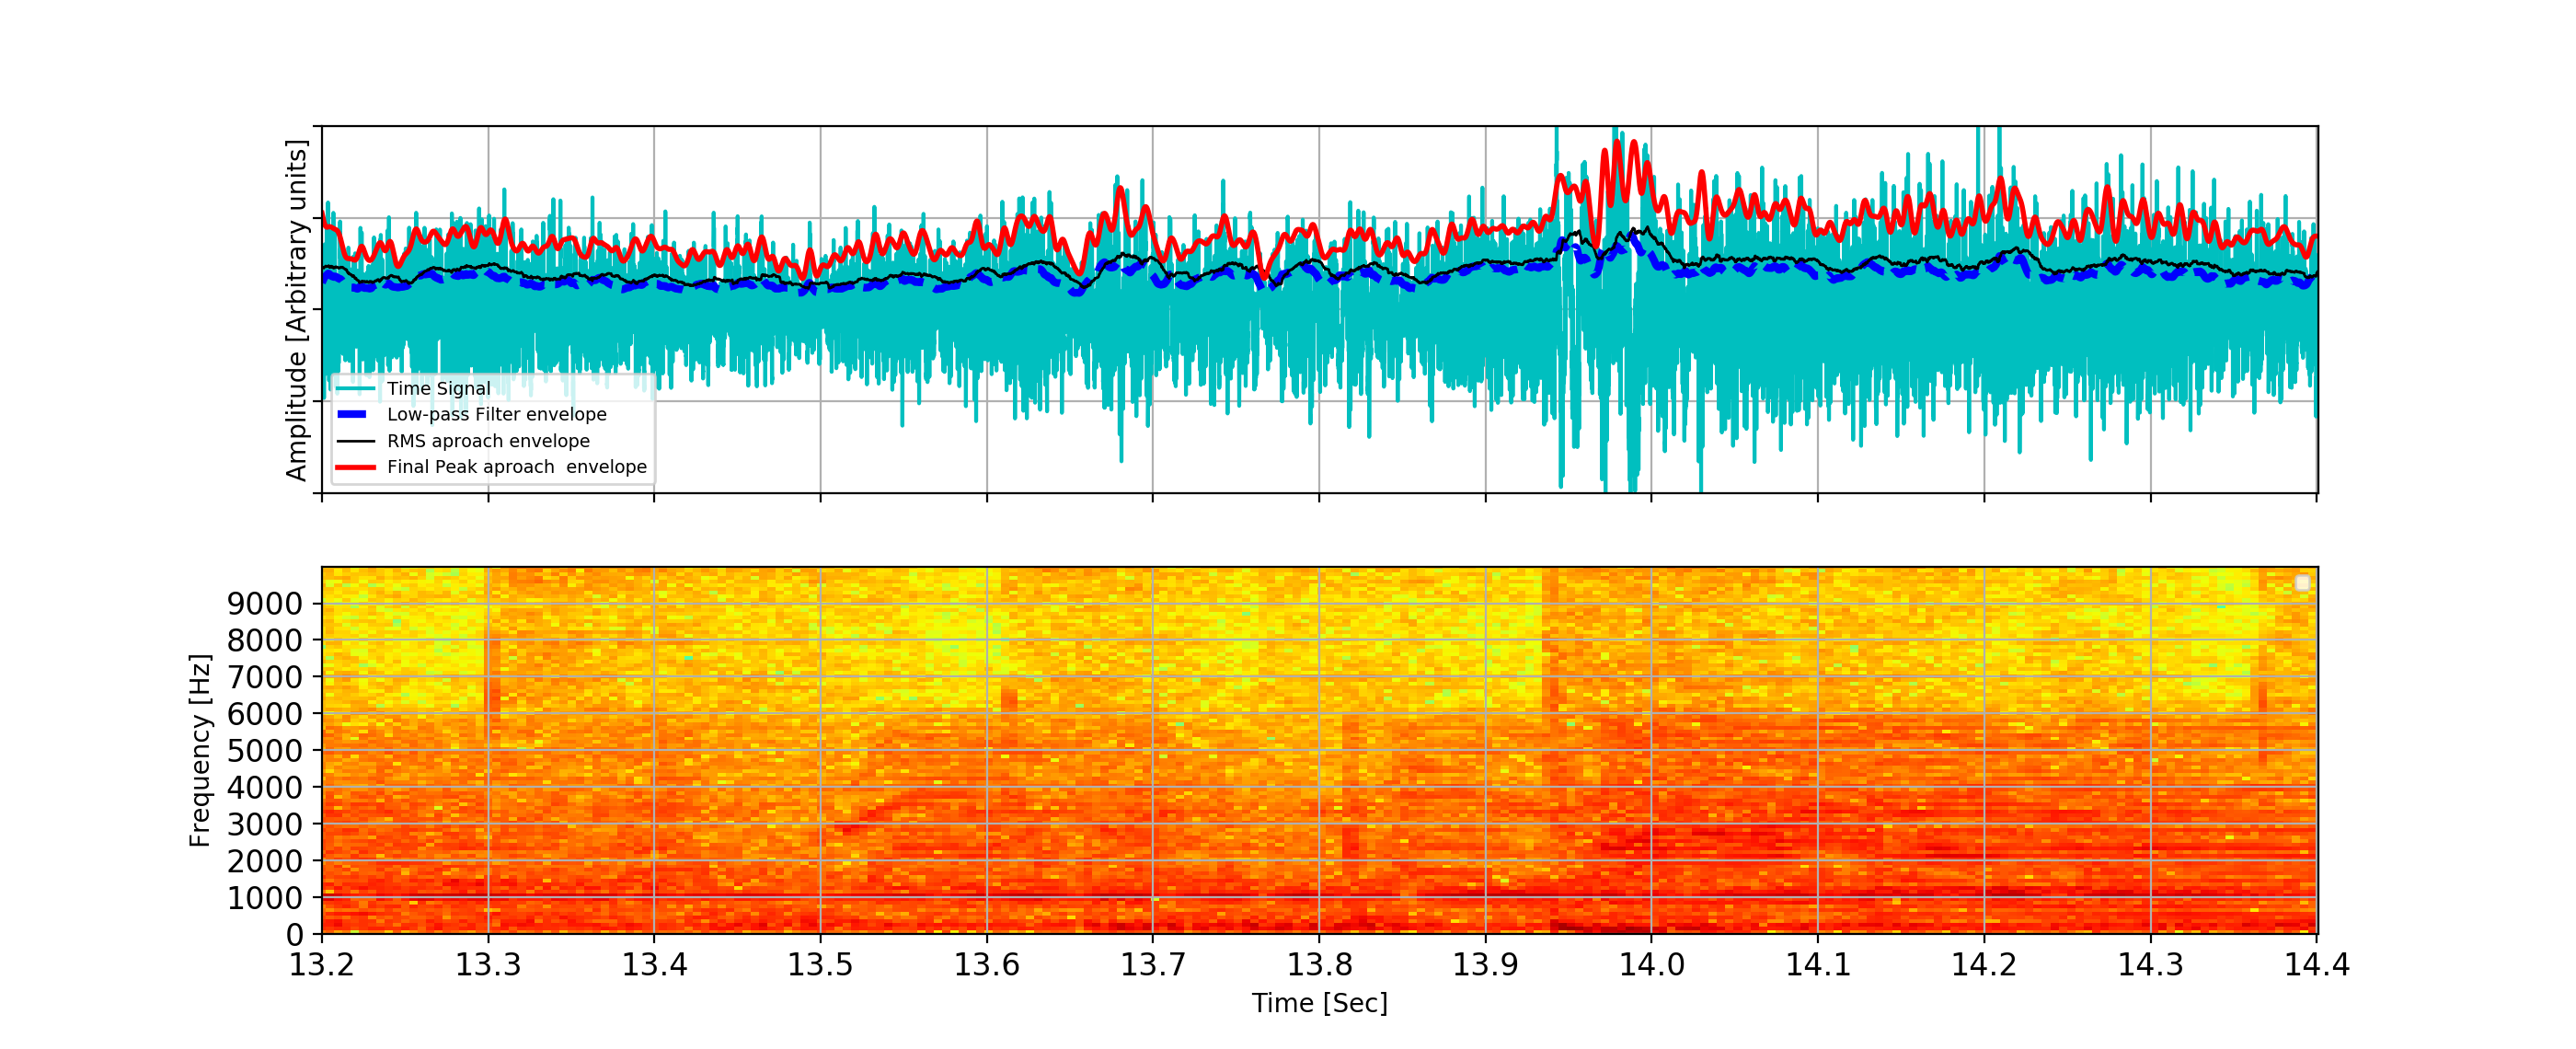 Amplitude [Arbitrary units]
Time Signal
Low-pass Filter envelope
RMS aproach envelope
Final Peak aproach  envelope
Frequency [Hz]
9000
8000
7000
6000
5000
4000
3000
2000
1000
0
13.2 13.3 13.4 13.5 13.6 13.7 13.8 13.9 14.0 14.1 14.2 14.3 14.4
Time [Sec]